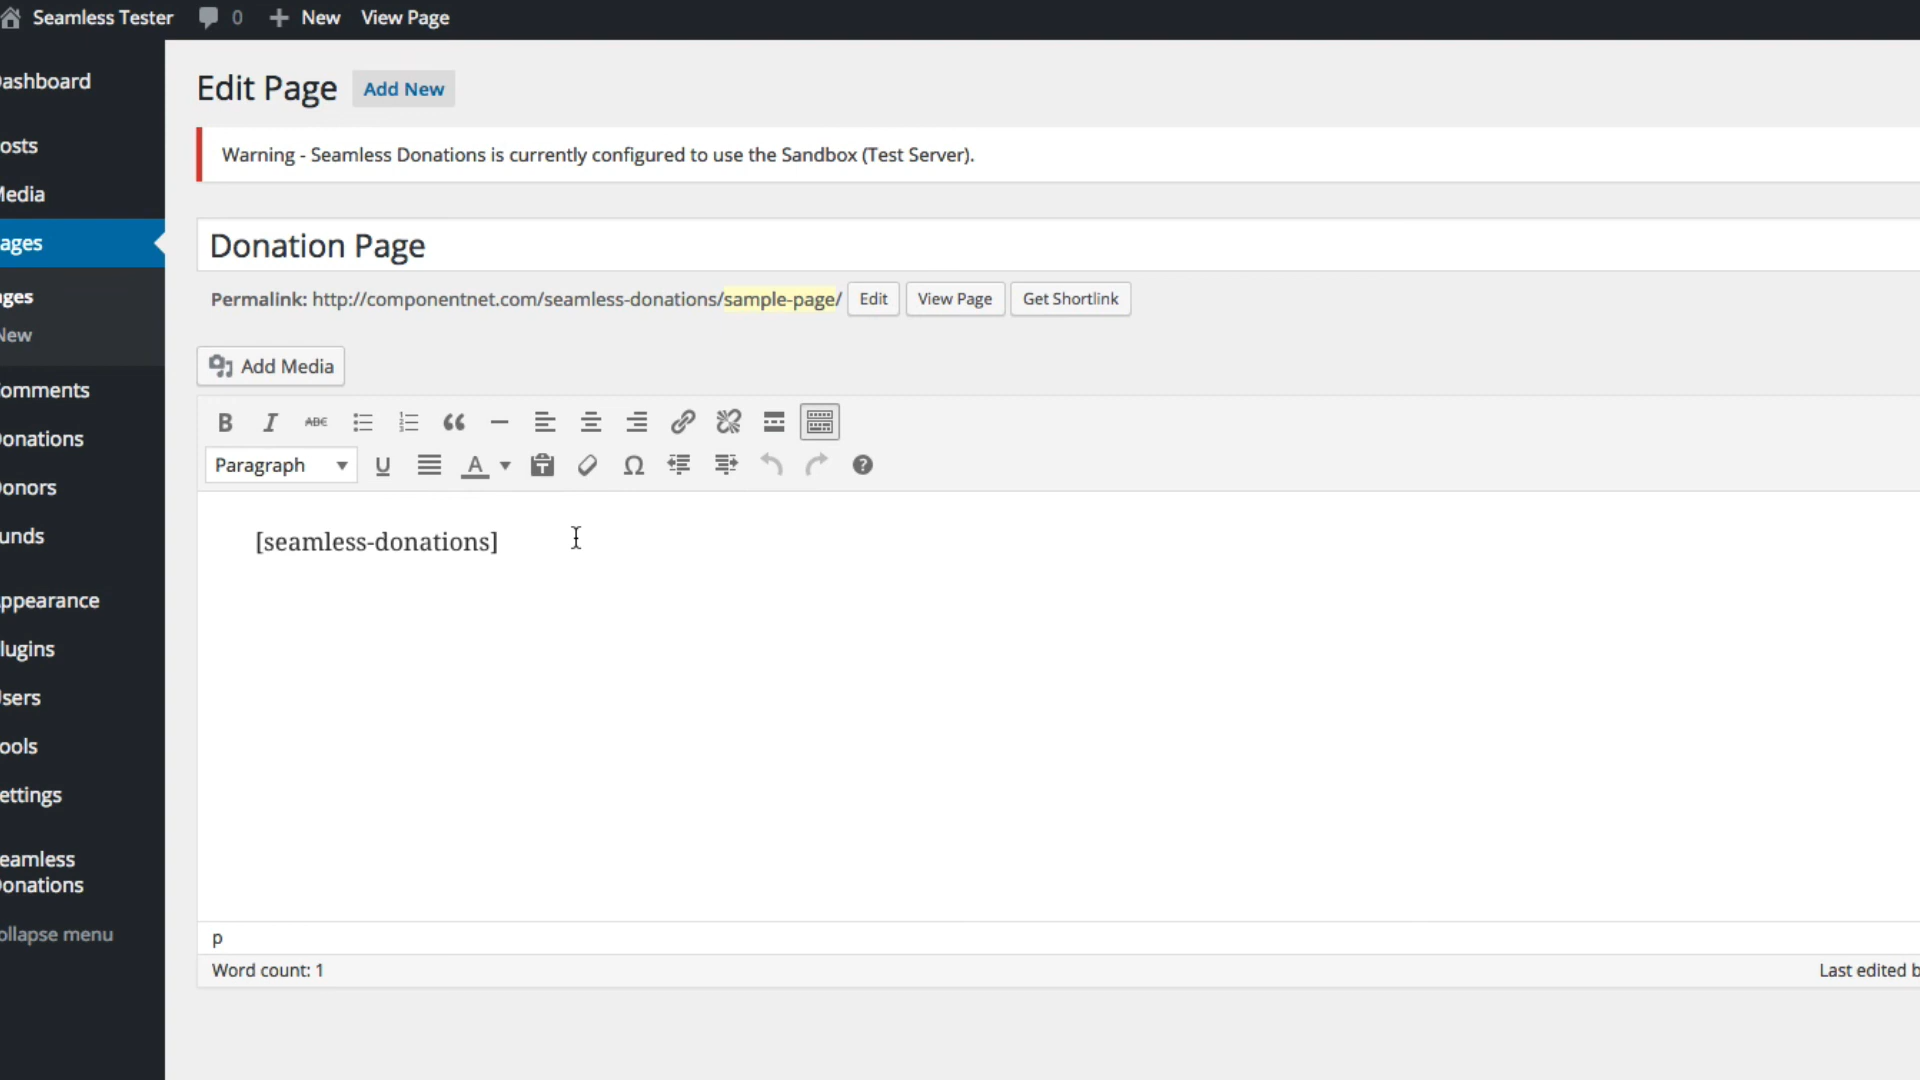 Seamless Tester 0 New View Page
ashboard
osts
Media
ages
ges
New
omments
onations
onors
unds
ppearance
lugins
sers
ools
ettings
eamless
onations
ollapse menu
Edit Page Add New
Warning - Seamless Donations is currently configured to use the Sandbox (Test Server).
Donation Page
Permalink: http://componentnet.com/seamless-donations/sample-page/ Edit View Page Get Shortlink
Add Media
B I ABC
Paragraph U A T Ω ?
[seamless-donations]
p
Word count: 1
Last edited b